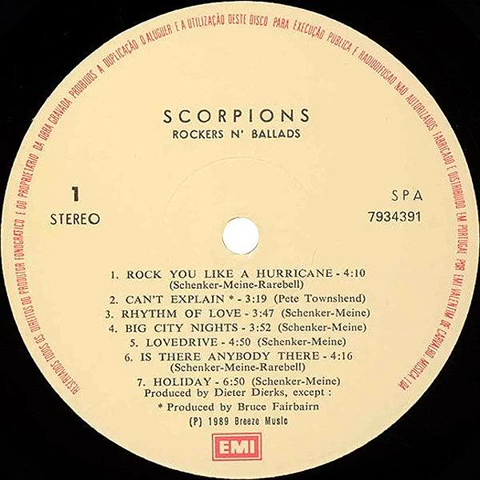 RESERVADOS TODOS OS DIREITOS DO PRODUTOR FONOGRÁFICO E DO PROPRIETÁRIO DA OBRA GRAVADA PROIBIDOS A DUPLICAÇÃO O ALUGUER E A UTILIZAÇÃO DESTE DISCO PARA EXECUÇÃO PUBLICA E RADIODIFUSÃO NÃO AUTORIZADOS FABRICADO E DISTRIBUIDO EM PORTUGAL POR EMI-VALENTIM DE CARVALHO MUSICA LDA
SCORPIONS
ROCKERS N' BALLADS
1
STEREO
SPA
7934391
1. ROCK YOU LIKE A HURRICANE - 4:10
(Schenker-Meine-Rarebell)
2. CAN'T EXPLAIN * - 3:19 (Pete Townshend)
3. RHYTHM OF LOVE - 3:47 (Schenker-Meine)
4. BIG CITY NIGHTS - 3:52 (Schenker-Meine)
5. LOVEDRIVE - 4:50 (Schenker-Meine)
6. IS THERE ANYBODY THERE - 4:16
(Schenker-Meine-Rarebell)
7. HOLIDAY - 6:50 (Schenker-Meine)
Produced by Dieter Dierks, except :
* Produced by Bruce Fairbairn
(P) 1989 Breeze Music
EMI